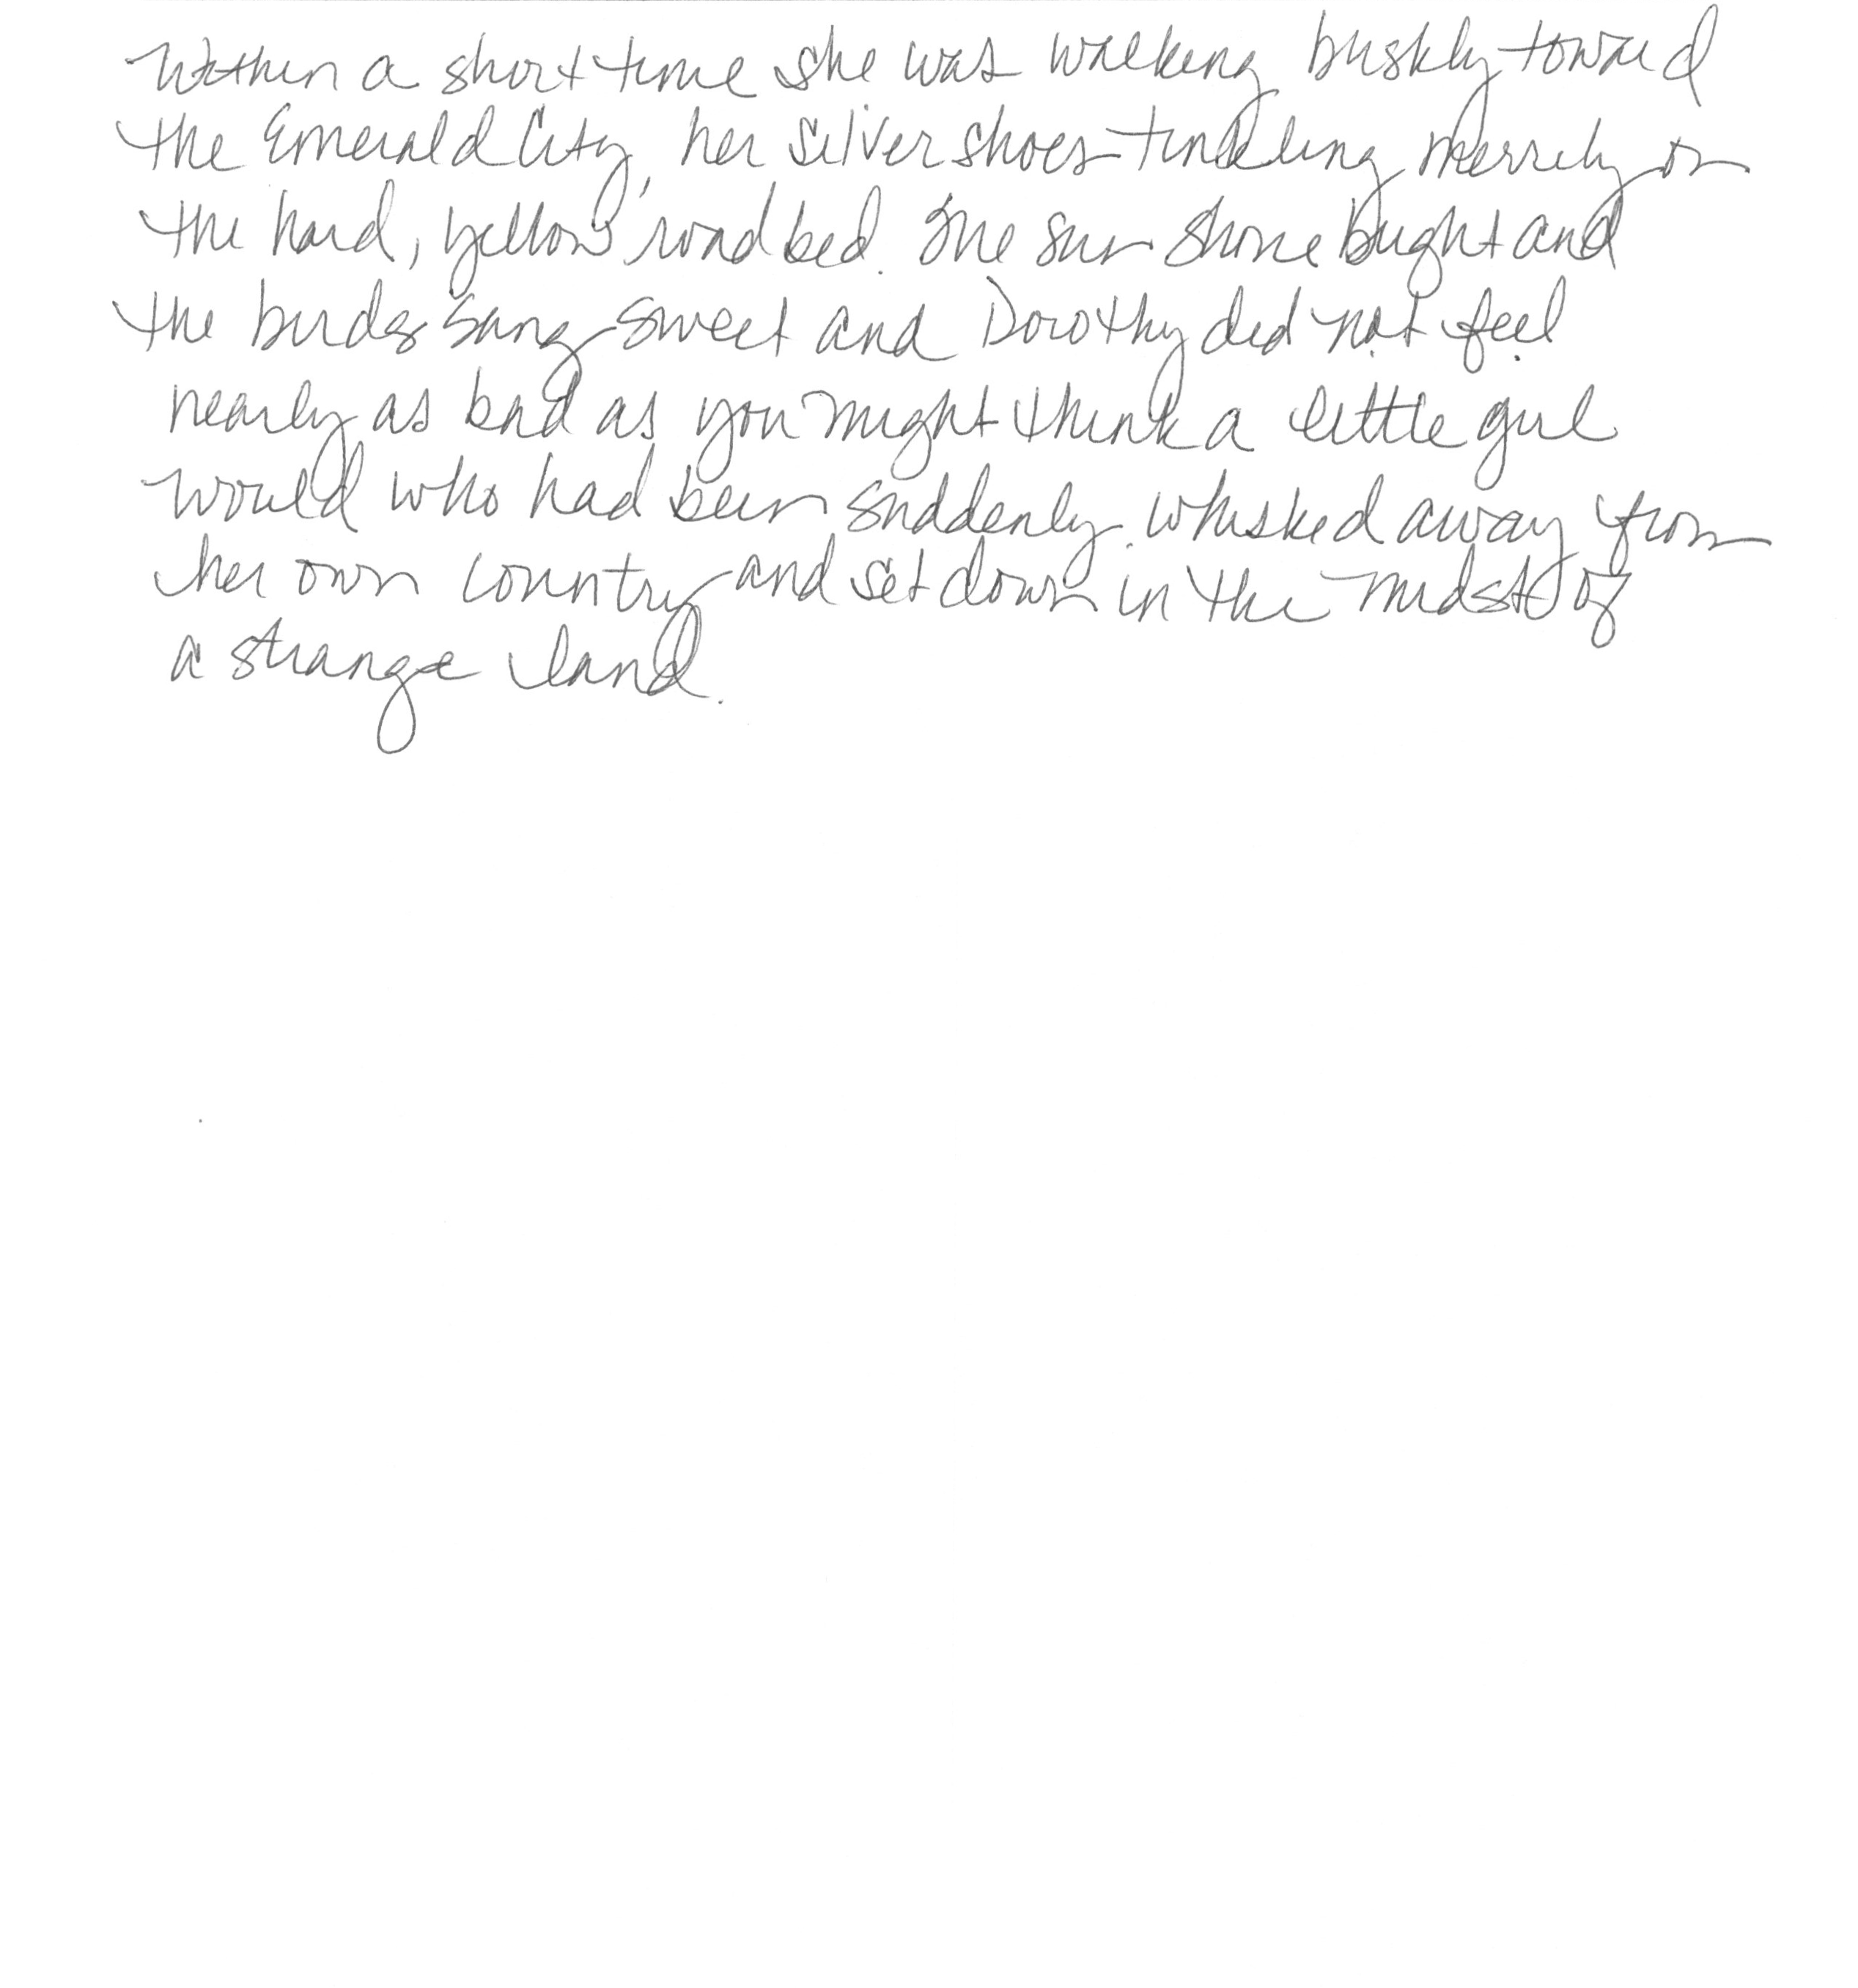 Within a short time she was walking briskly toward
the Emerald City, her silver shoes tinkling merrily on
the hard, yellow road bed. The sun shone bright and
the birds sang sweet and Dorothy did not feel
nearly as bad as you might think a little girl
would who had been suddenly whisked away from
her own country and set down in the midst of
a strange land.